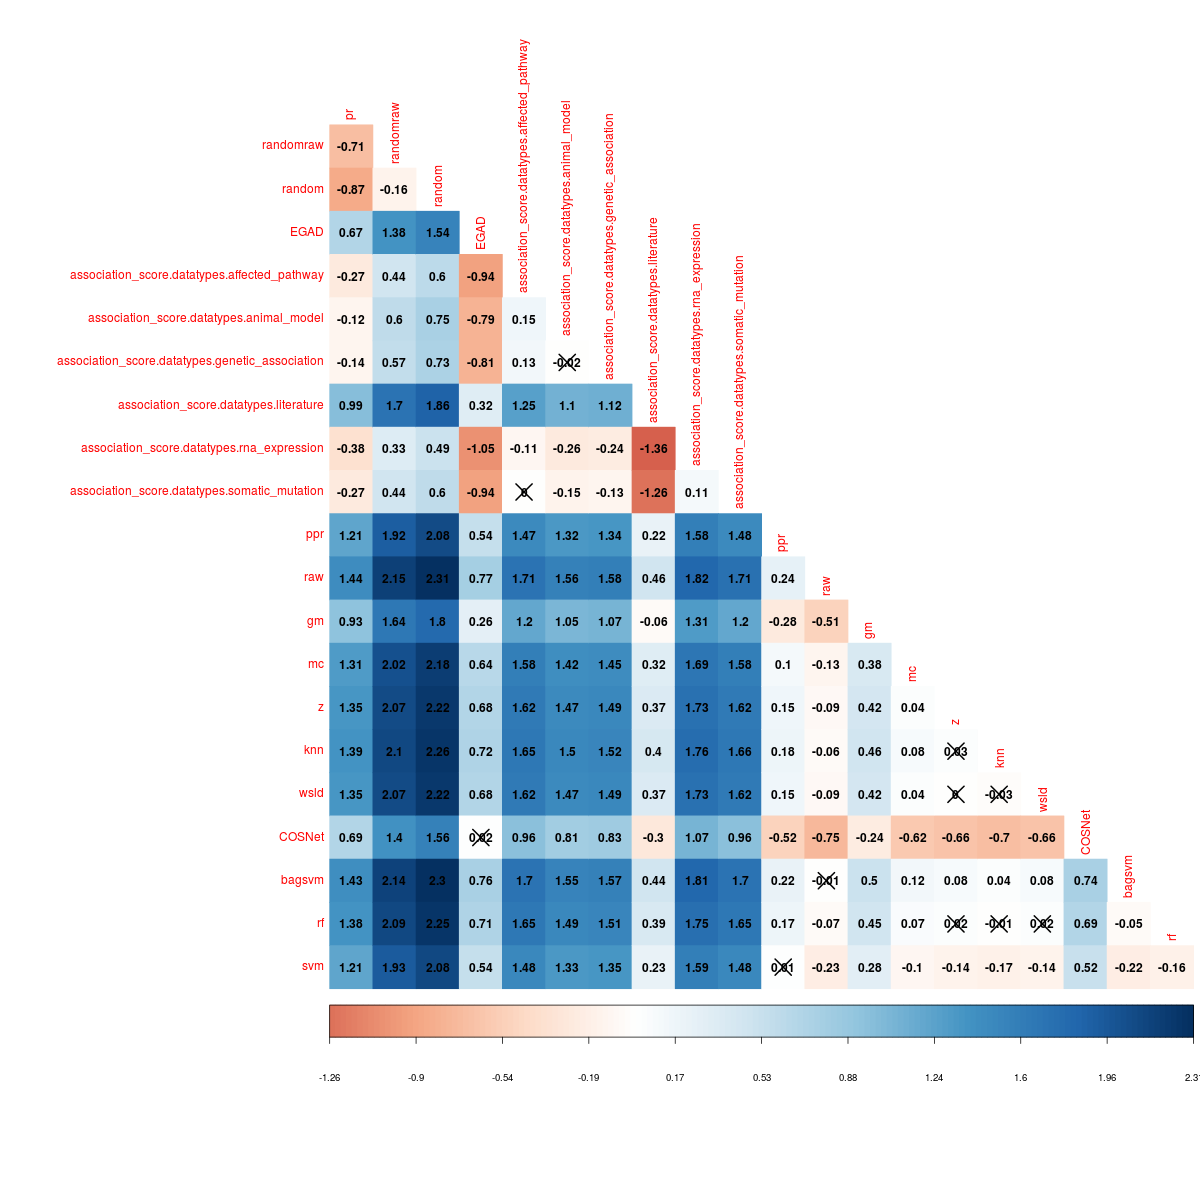 pr
randomraw
random
EGAD
association_score.datatypes.affected_pathway
association_score.datatypes.animal_model
association_score.datatypes.genetic_association
association_score.datatypes.literature
association_score.datatypes.rna_expression
association_score.datatypes.somatic_mutation
ppr
raw
gm
mc
z
knn
wsld
COSNet
bagsvm
rf
randomraw -0.71
random -0.87 -0.16
EGAD 0.67 1.38 1.54
association_score.datatypes.affected_pathway -0.27 0.44 0.6 -0.94
association_score.datatypes.animal_model -0.12 0.6 0.75 -0.79 0.15
association_score.datatypes.genetic_association -0.14 0.57 0.73 -0.81 0.13 -0.02
association_score.datatypes.literature 0.99 1.7 1.86 0.32 1.25 1.1 1.12
association_score.datatypes.rna_expression -0.38 0.33 0.49 -1.05 -0.11 -0.26 -0.24 -1.36
association_score.datatypes.somatic_mutation -0.27 0.44 0.6 -0.94 0 -0.15 -0.13 -1.26 0.11
ppr 1.21 1.92 2.08 0.54 1.47 1.32 1.34 0.22 1.58 1.48
raw 1.44 2.15 2.31 0.77 1.71 1.56 1.58 0.46 1.82 1.71 0.24
gm 0.93 1.64 1.8 0.26 1.2 1.05 1.07 -0.06 1.31 1.2 -0.28 -0.51
mc 1.31 2.02 2.18 0.64 1.58 1.42 1.45 0.32 1.69 1.58 0.1 -0.13 0.38
z 1.35 2.07 2.22 0.68 1.62 1.47 1.49 0.37 1.73 1.62 0.15 -0.09 0.42 0.04
knn 1.39 2.1 2.26 0.72 1.65 1.5 1.52 0.4 1.76 1.66 0.18 -0.06 0.46 0.08 0.03
wsld 1.35 2.07 2.22 0.68 1.62 1.47 1.49 0.37 1.73 1.62 0.15 -0.09 0.42 0.04 0 -0.03
COSNet 0.69 1.4 1.56 0.02 0.96 0.81 0.83 -0.3 1.07 0.96 -0.52 -0.75 -0.24 -0.62 -0.66 -0.7 -0.66
bagsvm 1.43 2.14 2.3 0.76 1.7 1.55 1.57 0.44 1.81 1.7 0.22 -0.01 0.5 0.12 0.08 0.04 0.08 0.74
rf 1.38 2.09 2.25 0.71 1.65 1.49 1.51 0.39 1.75 1.65 0.17 -0.07 0.45 0.07 0.02 -0.01 0.02 0.69 -0.05
svm 1.21 1.93 2.08 0.54 1.48 1.33 1.35 0.23 1.59 1.48 0.01 -0.23 0.28 -0.1 -0.14 -0.17 -0.14 0.52 -0.22 -0.16
-1.26 -0.9 -0.54 -0.19 0.17 0.53 0.88 1.24 1.6 1.96 2.31